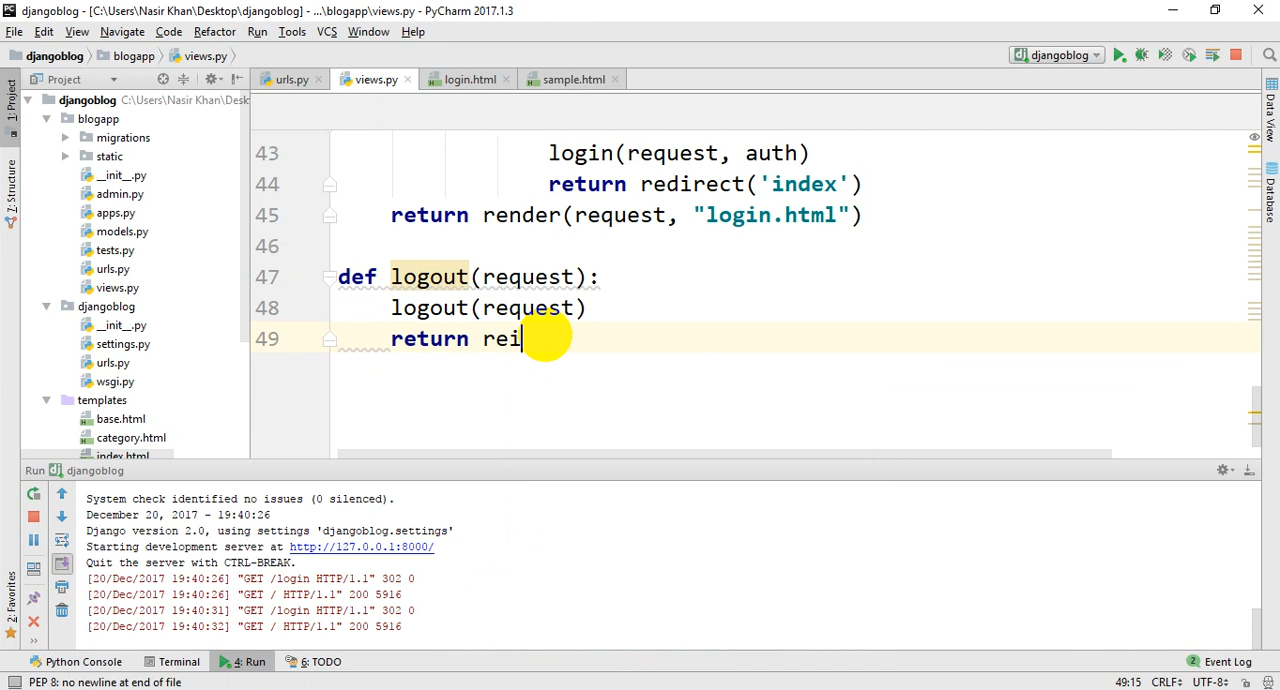 djangoblog - [C:\Users\Nasir Khan\Desktop\djangoblog] - ...\blogapp\views.py - PyCharm 2017.1.3
File Edit View Navigate Code Refactor Run Tools VCS Window Help
djangoblog blogapp views.py djangoblog
Project urls.py views.py login.html sample.html
1: Project
7: Structure
2: Favorites
djangoblog C:\Users\Nasir Khan\Desk
blogapp
migrations
static
__init__.py
admin.py
apps.py
models.py
tests.py
urls.py
views.py
djangoblog
__init__.py
settings.py
urls.py
wsgi.py
templates
base.html
category.html
index.html
43 login(request, auth)
44 return redirect('index')
45 return render(request, "login.html")
46
47 def logout(request):
48 logout(request)
49 return rei
Data View
Database
Run djangoblog
System check identified no issues (0 silenced).
December 20, 2017 - 19:40:26
Django version 2.0, using settings 'djangoblog.settings'
Starting development server at http://127.0.0.1:8000/
Quit the server with CTRL-BREAK.
[20/Dec/2017 19:40:26] "GET /login HTTP/1.1" 302 0
[20/Dec/2017 19:40:26] "GET / HTTP/1.1" 200 5916
[20/Dec/2017 19:40:31] "GET /login HTTP/1.1" 302 0
[20/Dec/2017 19:40:32] "GET / HTTP/1.1" 200 5916
Python Console Terminal 4: Run 6: TODO 2 Event Log
PEP 8: no newline at end of file 49:15 CRLF UTF-8